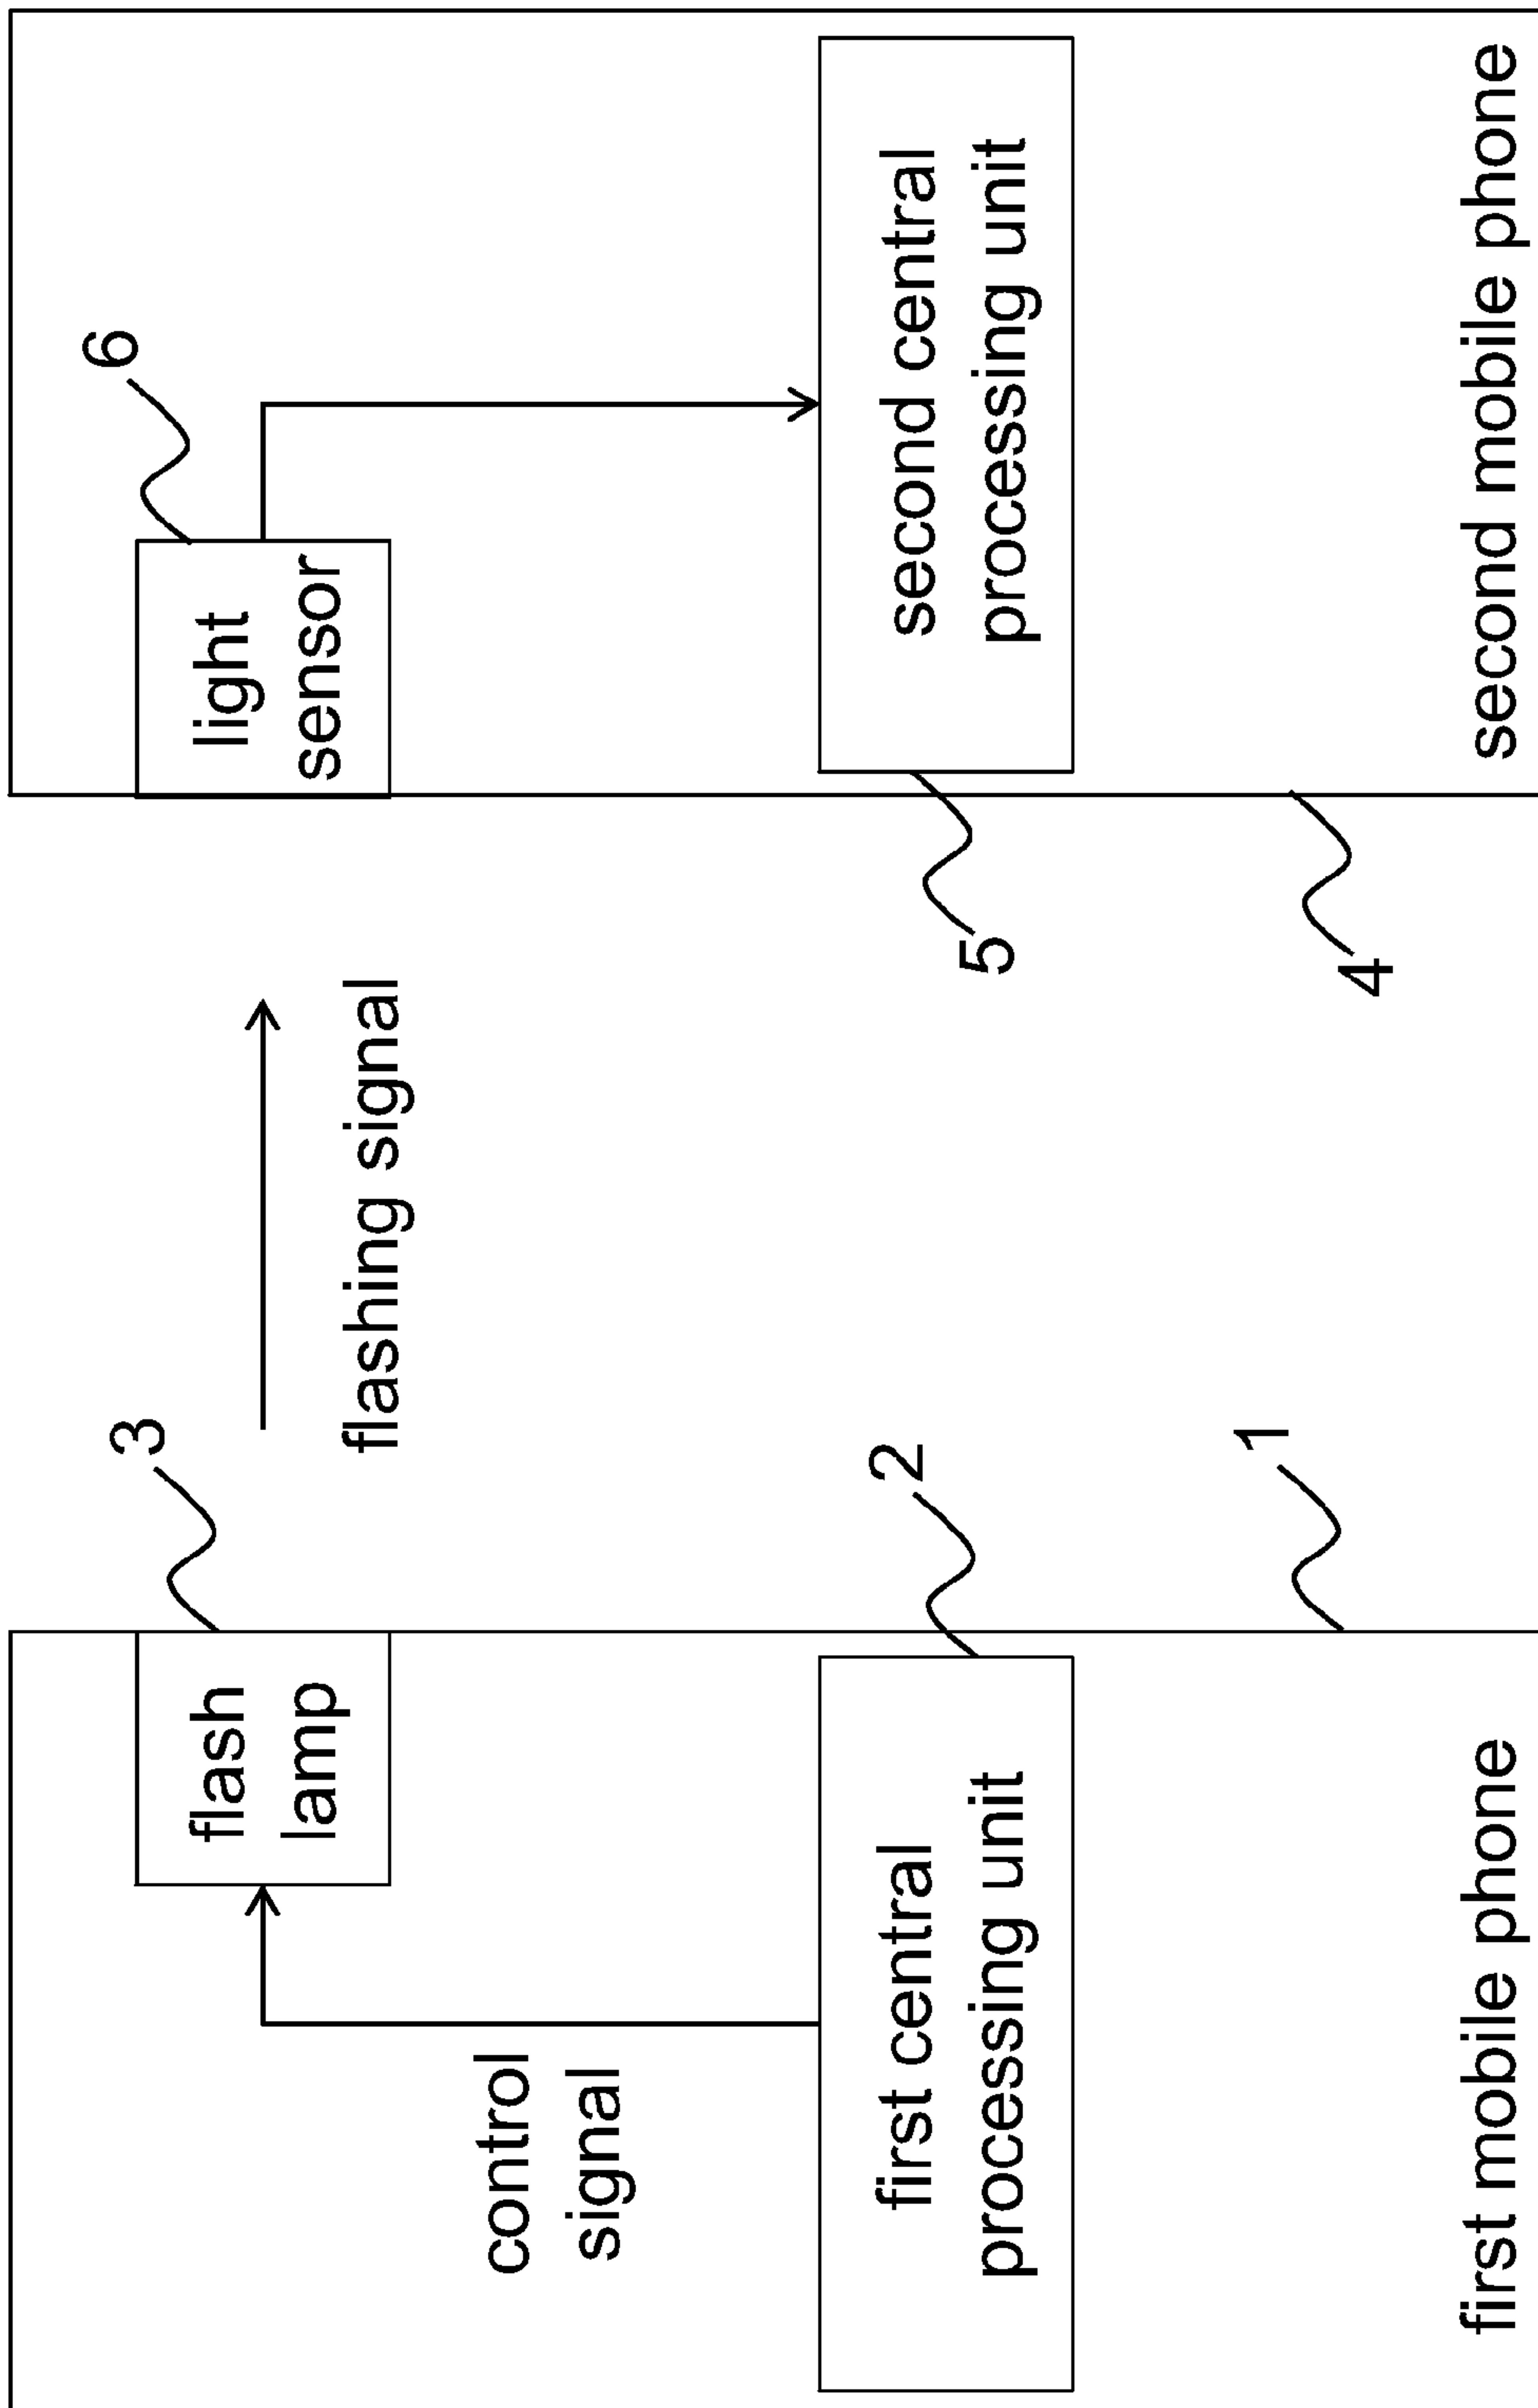 3
flash
lamp
control
signal
2
first central
processing unit
1
first mobile phone
flashing signal
6
light
sensor
5
second central
processing unit
4
second mobile phone